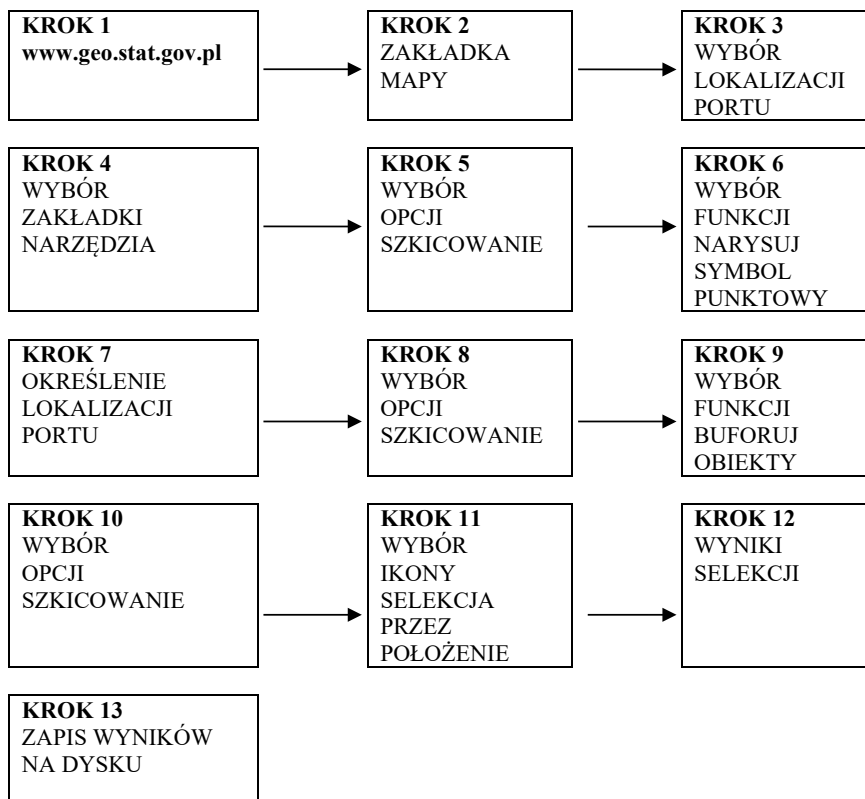 KROK 1
www.geo.stat.gov.pl
KROK 2
ZAKŁADKA
MAPY
KROK 3
WYBÓR
LOKALIZACJI
PORTU
KROK 4
WYBÓR
ZAKŁADKI
NARZĘDZIA
KROK 5
WYBÓR
OPCJI
SZKICOWANIE
KROK 6
WYBÓR
FUNKCJI
NARYSUJ
SYMBOL
PUNKTOWY
KROK 7
OKREŚLENIE
LOKALIZACJI
PORTU
KROK 8
WYBÓR
OPCJI
SZKICOWANIE
KROK 9
WYBÓR
FUNKCJI
BUFORUJ
OBIEKTY
KROK 10
WYBÓR
OPCJI
SZKICOWANIE
KROK 11
WYBÓR
IKONY
SELEKCJA
PRZEZ
POŁOŻENIE
KROK 12
WYNIKI
SELEKCJI
KROK 13
ZAPIS WYNIKÓW
NA DYSKU